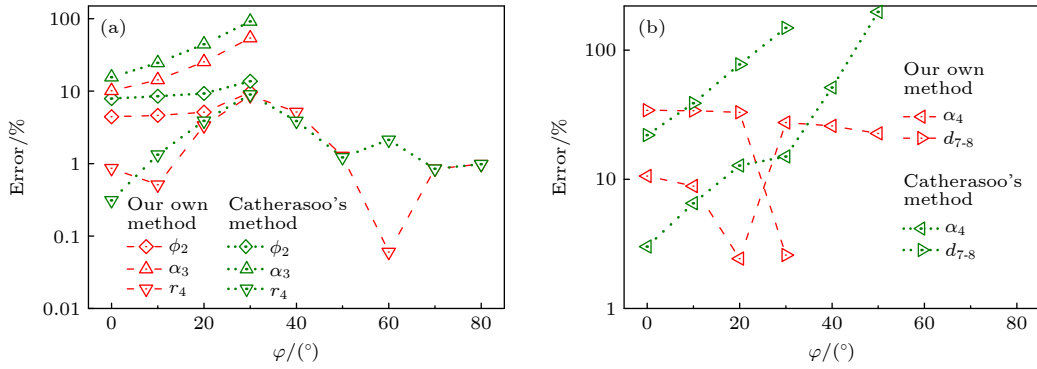 (a)
100
10
1
0.1
0.01
Error/%
Our own
method
ϕ2
α3
r4
Catherasoo's
method
ϕ2
α3
r4
0 20 40 60 80
φ/(°)
(b)
100
10
1
Error/%
Our own
method
α4
d7-8
Catherasoo's
method
α4
d7-8
0 20 40 60 80
φ/(°)